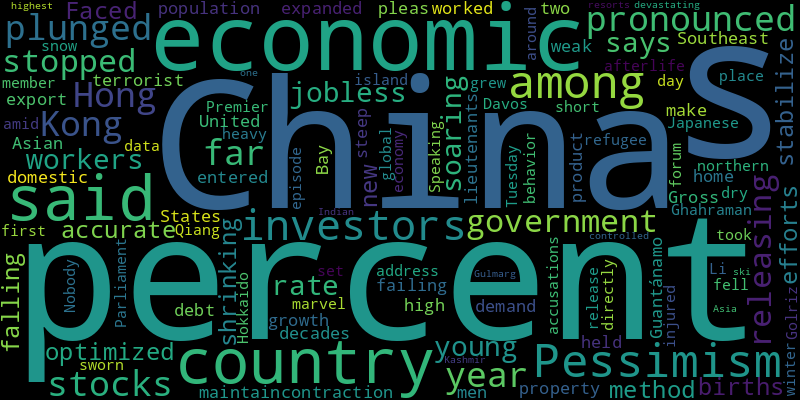 highest
Faced
population
expanded
pleas
worked
two
devastating
resorts
pronounced
plunged
snow
stopped
economic
around
weak
says
Southeast
stabilize
member
terrorist
export
Hong
jobless
island
among
afterlife
day
place
China
S
amid
Kong
Premier
United
heavy
steep
global
economy
grew
Davos
short
make
Japanese
Asian
data
far
new
Speaking
soaring
lieutenants
Tuesday
behavior
product
refugee
forum
northern
workers
entered
episode
Bay
home
domestic
said
investors
government
Gross
dry
Ghahraman
releasing
efforts
first
accurate
States
Qiang
Indian
controlled
took
percent
falling
Nobody
Parliament
shrinking
Hokkaido
rate
set
address
failing
Gulmarg
accusations
release
directly
Guantánamo
injured
Li
ski
fell
Asia
winter
Golriz
debt
marvel
high
demand
growth
decades
young
held
optimized
country
Kashmir
Pessimism
stocks
sworn
maintain
contraction
year
men
property
method
births
one